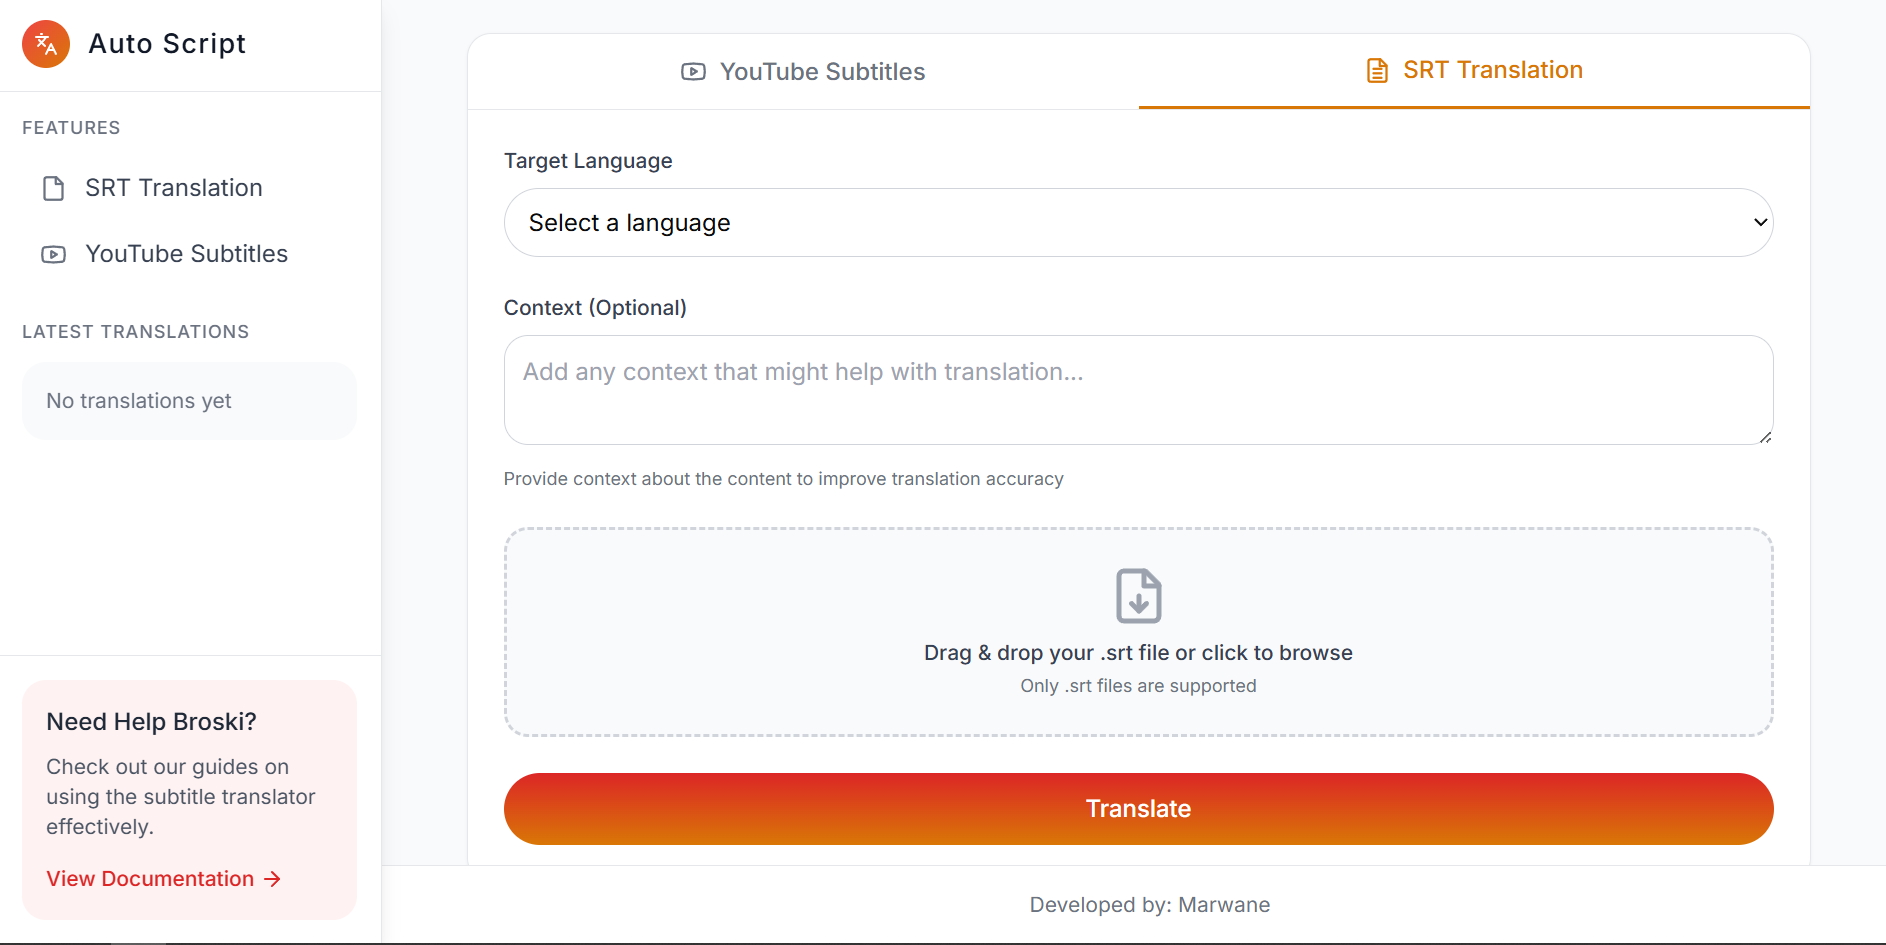 Auto Script
FEATURES
SRT Translation
YouTube Subtitles
LATEST TRANSLATIONS
No translations yet
Need Help Broski?
Check out our guides on
using the subtitle translator
effectively.
View Documentation →
YouTube Subtitles
SRT Translation
Target Language
Select a language
Context (Optional)
Add any context that might help with translation...
Provide context about the content to improve translation accuracy
Drag & drop your .srt file or click to browse
Only .srt files are supported
Translate
Developed by: Marwane